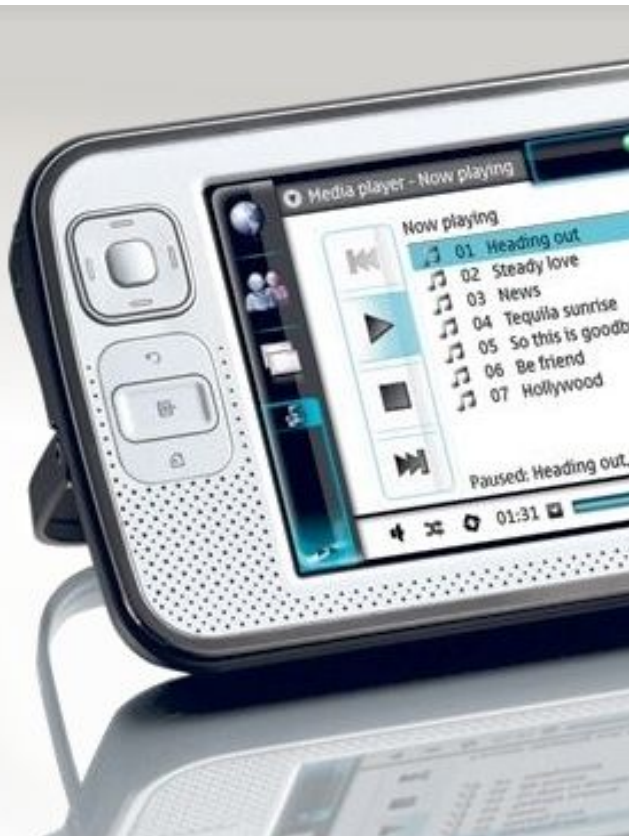 Media player - Now playing
Now playing
01 Heading out
02 Steady love
03 News
04 Tequila sunrise
05 So this is goodb
06 Be friend
07 Hollywood
Paused: Heading out.
01:31